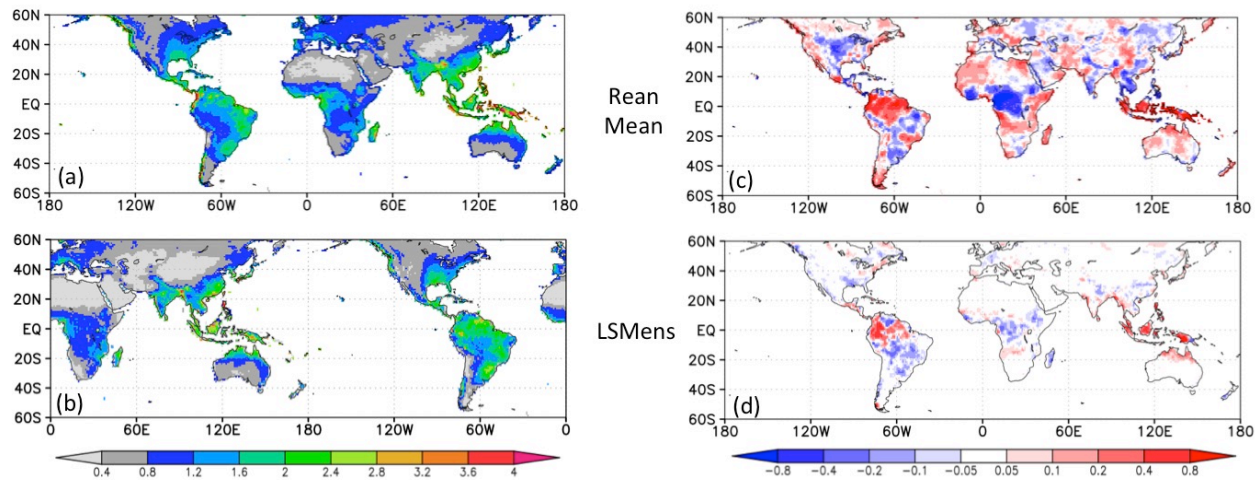 60N
40N
20N
EQ
20S
40S
60S
180 120W 60W 0 60E 120E 180
(a)
60N
40N
20N
EQ
20S
40S
60S
0 60E 120E 180 120W 60W 0
(b)
0.4 0.8 1.2 1.6 2 2.4 2.8 3.2 3.6 4
Rean
Mean
LSMens
60N
40N
20N
EQ
20S
40S
60S
180 120W 60W 0 60E 120E 180
(c)
60N
40N
20N
EQ
20S
40S
60S
180 120W 60W 0 60E 120E 180
(d)
−0.8 −0.4 −0.2 −0.1 −0.05 0.05 0.1 0.2 0.4 0.8